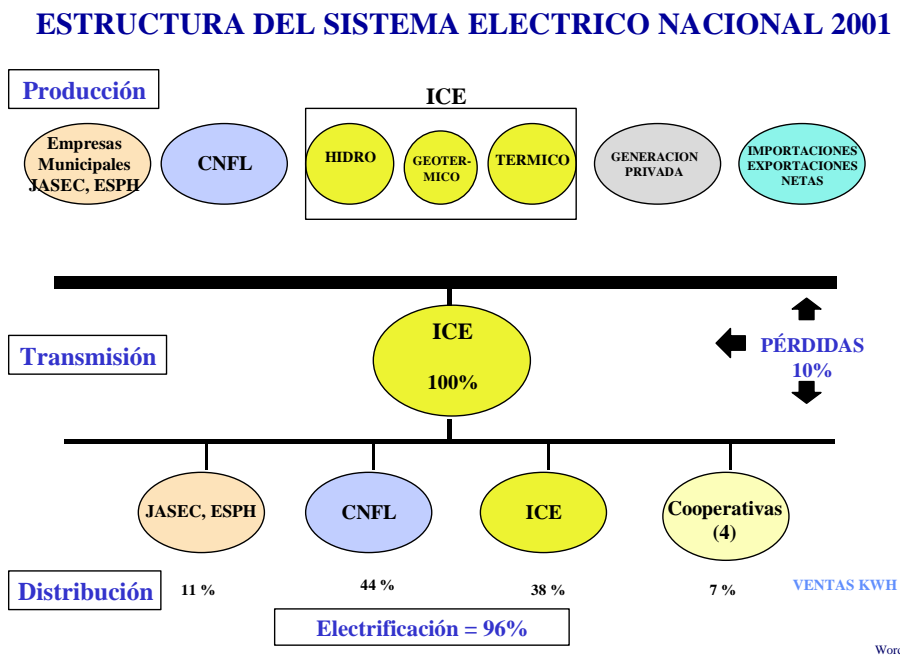 ESTRUCTURA DEL SISTEMA ELECTRICO NACIONAL 2001
Producción
ICE
Empresas
Municipales
JASEC, ESPH
CNFL
HIDRO
GEOTER-
MICO
TERMICO
GENERACION
PRIVADA
IMPORTACIONES
EXPORTACIONES
NETAS
Transmisión
ICE
100%
PÉRDIDAS
10%
JASEC, ESPH
CNFL
ICE
Cooperativas
(4)
Distribución
11 %
44 %
38 %
7 %
VENTAS KWH
Electrificación = 96%